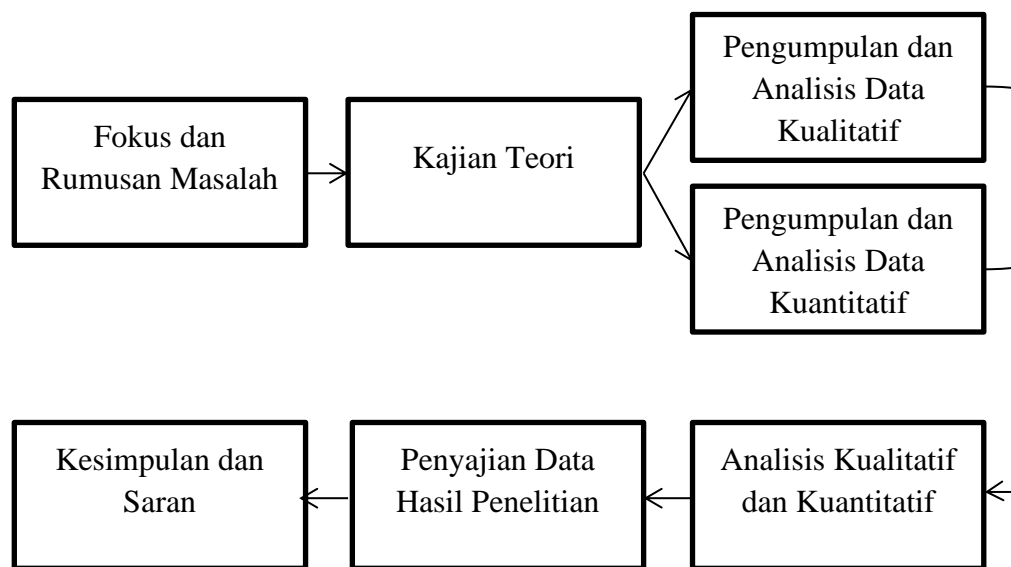 Fokus dan
Rumusan Masalah
Kajian Teori
Pengumpulan dan
Analisis Data
Kualitatif
Pengumpulan dan
Analisis Data
Kuantitatif
Analisis Kualitatif
dan Kuantitatif
Penyajian Data
Hasil Penelitian
Kesimpulan dan
Saran